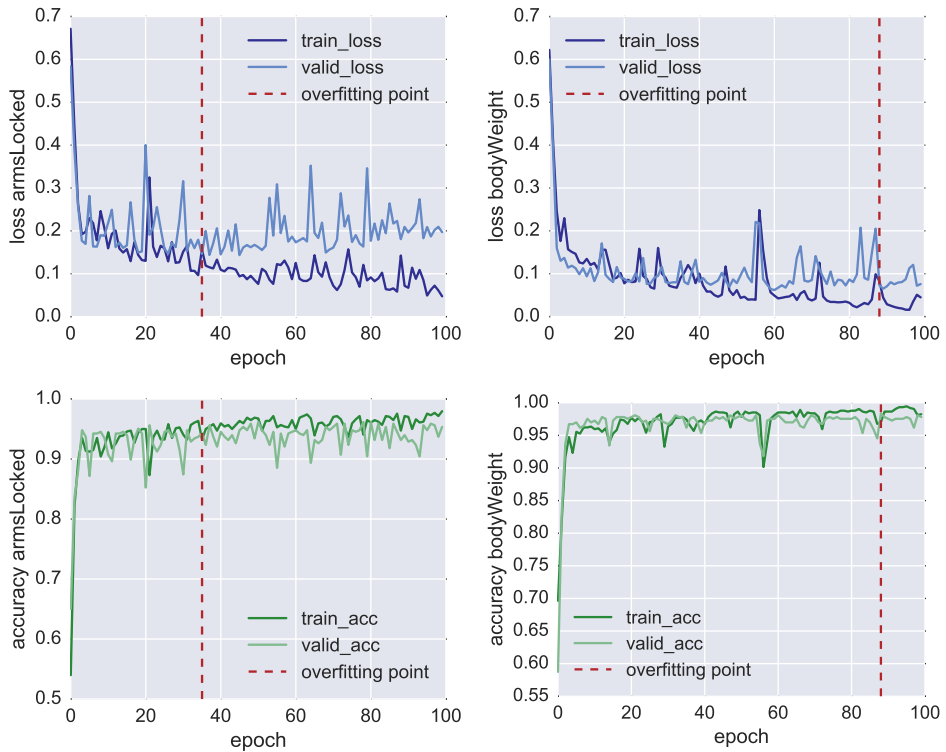 0.7
0.6
0.5
0.4
0.3
0.2
0.1
0.0
loss armsLocked
train_loss
valid_loss
overfitting point
0 20 40 60 80 100
epoch
0.7
0.6
0.5
0.4
0.3
0.2
0.1
0.0
loss bodyWeight
train_loss
valid_loss
overfitting point
0 20 40 60 80 100
epoch
1.0
0.9
0.8
0.7
0.6
0.5
accuracy armsLocked
train_acc
valid_acc
overfitting point
0 20 40 60 80 100
epoch
1.00
0.95
0.90
0.85
0.80
0.75
0.70
0.65
0.60
0.55
accuracy bodyWeight
train_acc
valid_acc
overfitting point
0 20 40 60 80 100
epoch